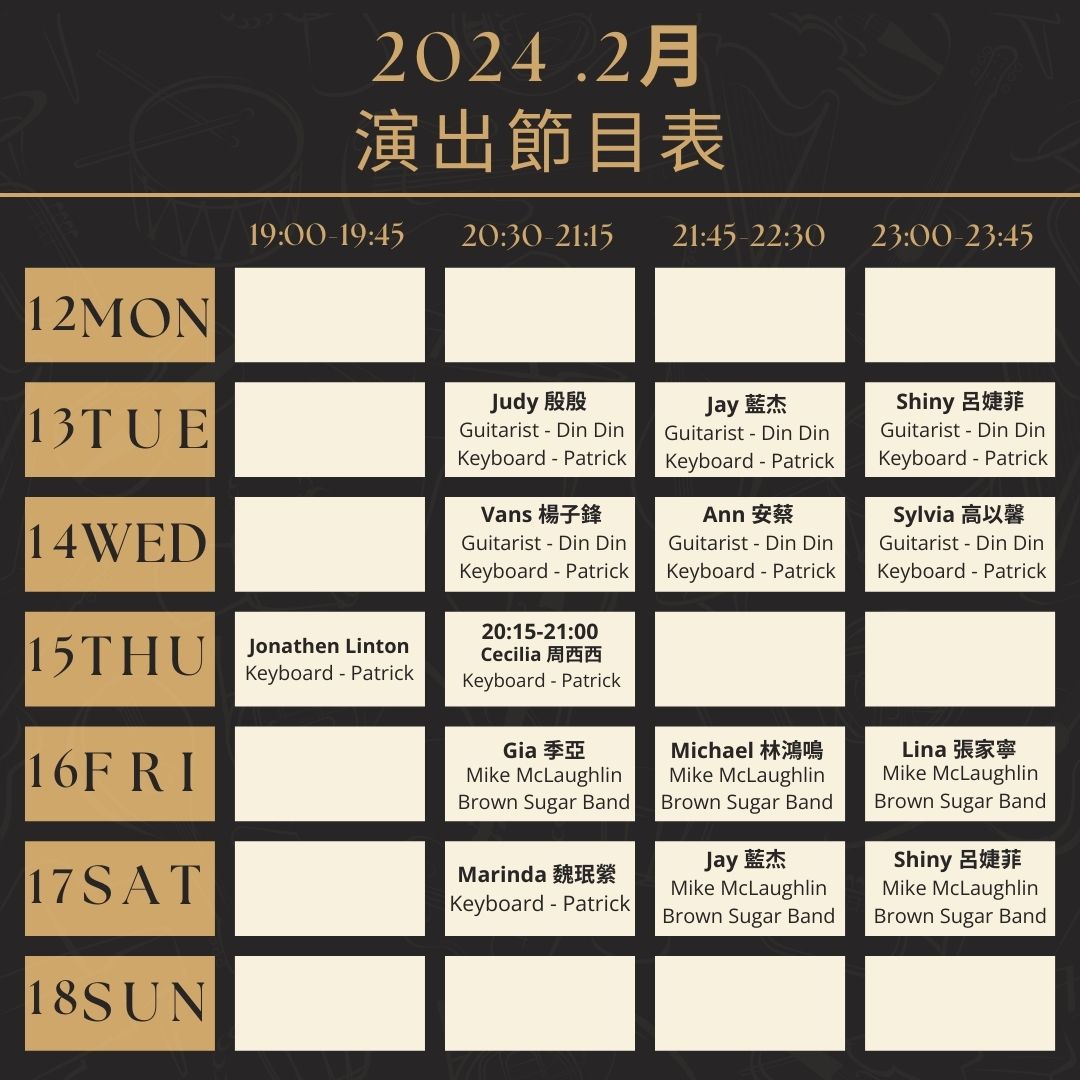 2024 .2月
演出節目表
19:00-19:45 20:30-21:15 21:45-22:30 23:00-23:45
12MON
13TUE
Judy 殷殷
Guitarist - Din Din
Keyboard - Patrick
Jay 藍杰
Guitarist - Din Din
Keyboard - Patrick
Shiny 呂婕菲
Guitarist - Din Din
Keyboard - Patrick
14WED
Vans 楊子鋒
Guitarist - Din Din
Keyboard - Patrick
Ann 安蔡
Guitarist - Din Din
Keyboard - Patrick
Sylvia 高以馨
Guitarist - Din Din
Keyboard - Patrick
15THU
Jonathen Linton
Keyboard - Patrick
20:15-21:00
Cecilia 周西西
Keyboard - Patrick
16FRI
Gia 季亞
Mike McLaughlin
Brown Sugar Band
Michael 林鴻鳴
Mike McLaughlin
Brown Sugar Band
Lina 張家寧
Mike McLaughlin
Brown Sugar Band
17SAT
Marinda 魏珉縈
Keyboard - Patrick
Jay 藍杰
Mike McLaughlin
Brown Sugar Band
Shiny 呂婕菲
Mike McLaughlin
Brown Sugar Band
18SUN